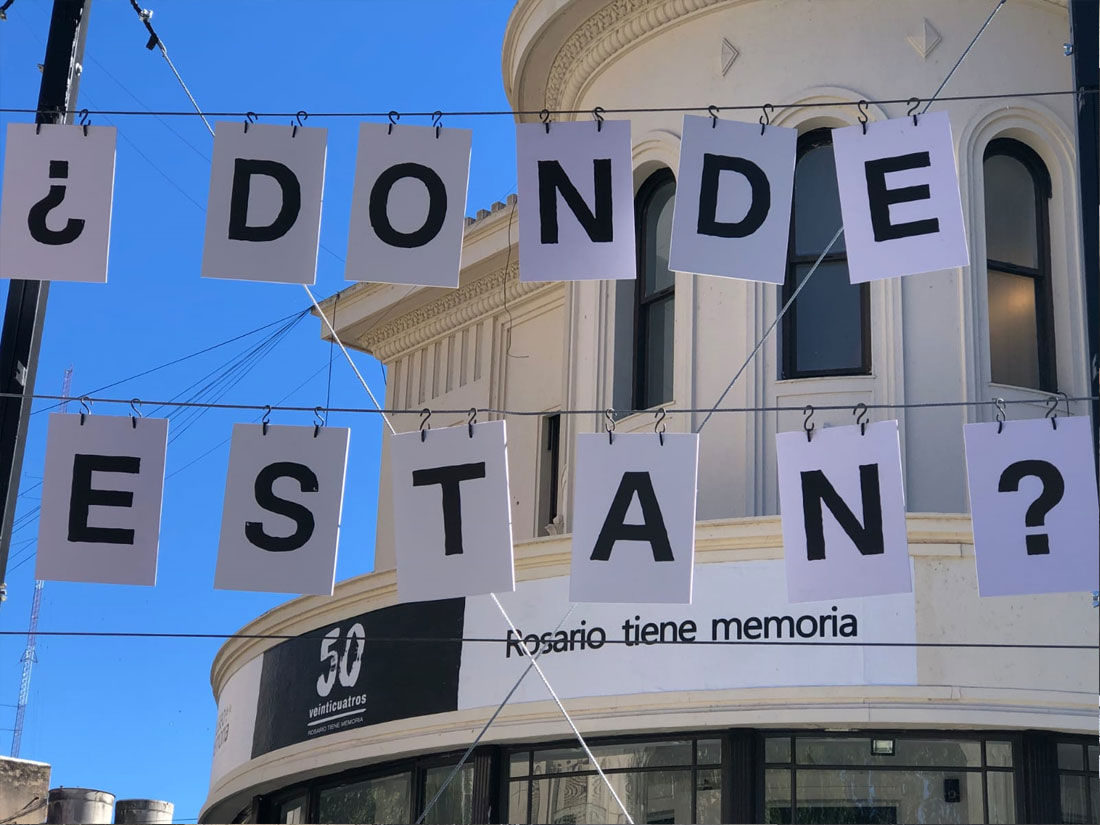 ¿DONDE
ESTAN?
Rosario tiene memoria
50
veinticuatros
ROSARIO TIENE MEMORIA